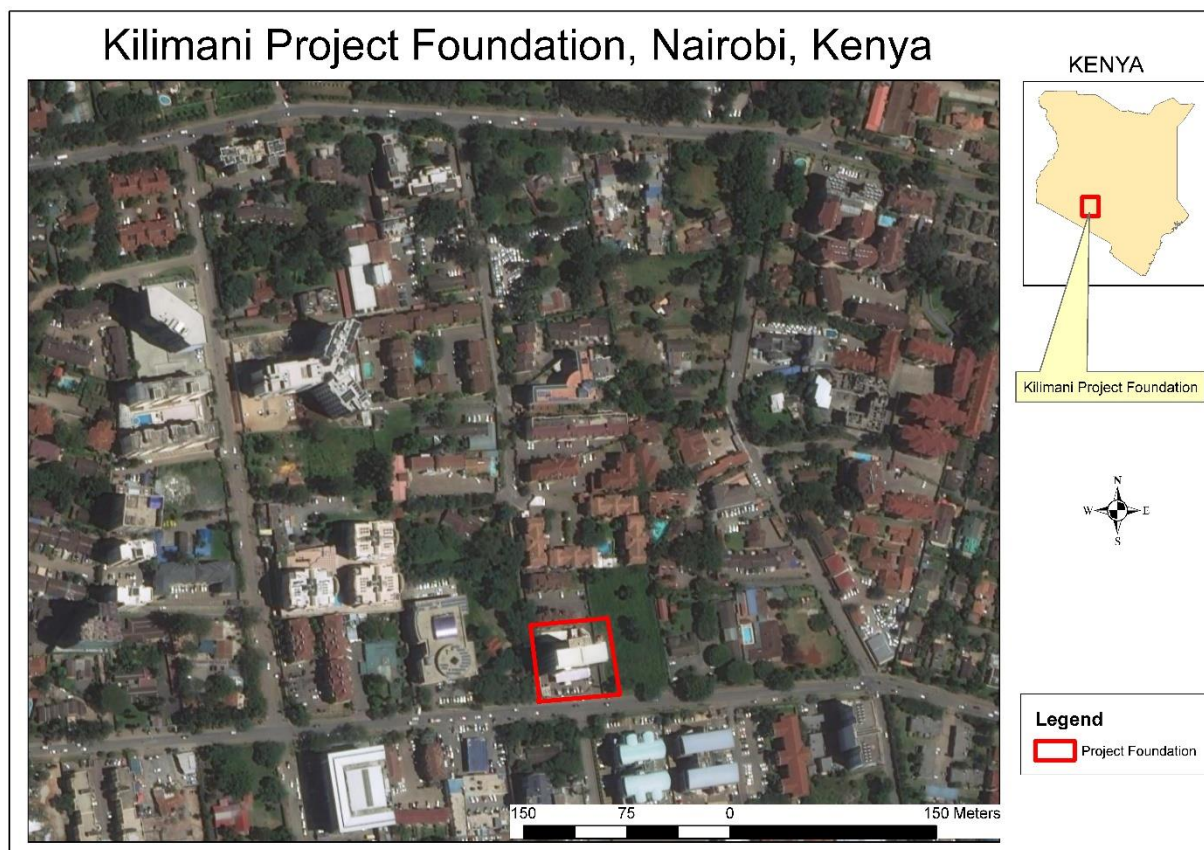 Kilimani Project Foundation, Nairobi, Kenya
KENYA
Kilimani Project Foundation
N
W E
S
Legend
Project Foundation
150 75 0 150 Meters